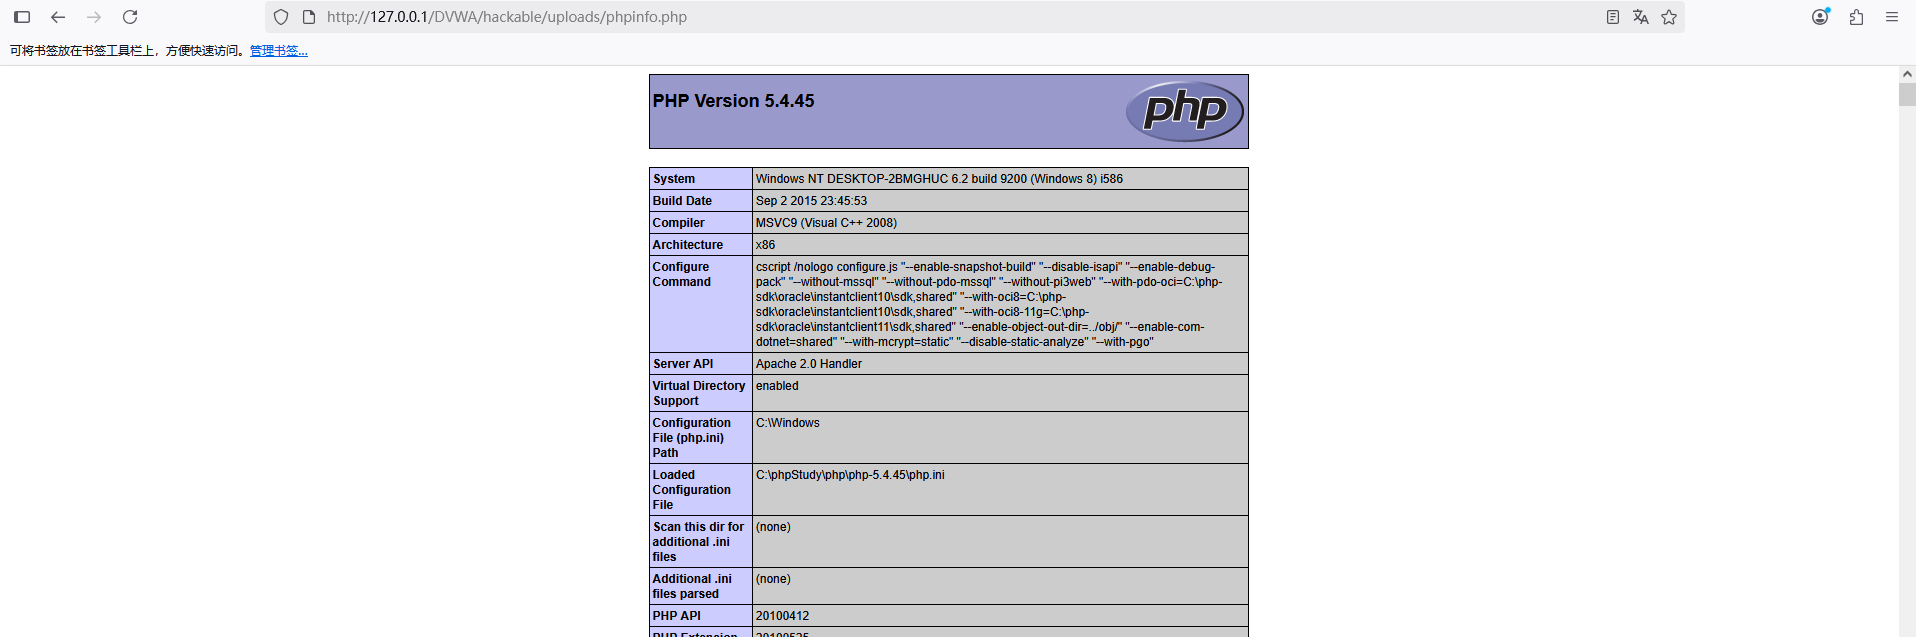 http://127.0.0.1/DVWA/hackable/uploads/phpinfo.php
可将书签放在书签工具栏上，方便快速访问。管理书签...
PHP Version 5.4.45
php
System Windows NT DESKTOP-2BMGHUC 6.2 build 9200 (Windows 8) i586
Build Date Sep 2 2015 23:45:53
Compiler MSVC9 (Visual C++ 2008)
Architecture x86
Configure
Command
cscript /nologo configure.js "--enable-snapshot-build" "--disable-isapi" "--enable-debug-
pack" "--without-mssql" "--without-pdo-mssql" "--without-pi3web" "--with-pdo-oci=C:\php-
sdk\oracle\instantclient10\sdk,shared" "--with-oci8=C:\php-
sdk\oracle\instantclient10\sdk,shared" "--with-oci8-11g=C:\php-
sdk\oracle\instantclient11\sdk,shared" "--enable-object-out-dir=../obj/" "--enable-com-
dotnet=shared" "--with-mcrypt=static" "--disable-static-analyze" "--with-pgo"
Server API Apache 2.0 Handler
Virtual Directory
Support
enabled
Configuration
File (php.ini)
Path
C:\Windows
Loaded
Configuration
File
C:\phpStudy\php\php-5.4.45\php.ini
Scan this dir for
additional .ini
files
(none)
Additional .ini
files parsed
(none)
PHP API 20100412
PHP Extension 20100525